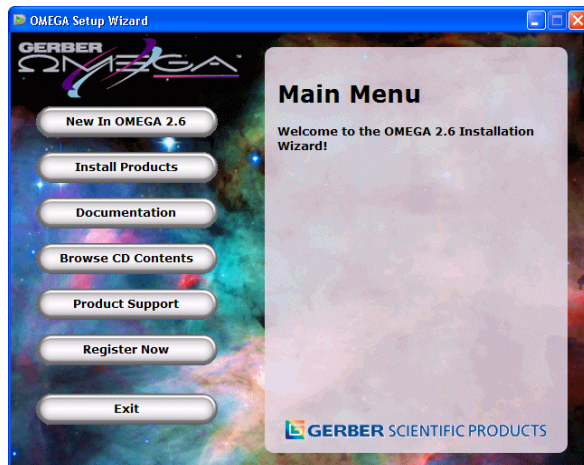 OMEGA Setup Wizard
GERBER
ΩMEGA™
New In OMEGA 2.6
Install Products
Documentation
Browse CD Contents
Product Support
Register Now
Exit
Main Menu
Welcome to the OMEGA 2.6 Installation
Wizard!
GERBER SCIENTIFIC PRODUCTS